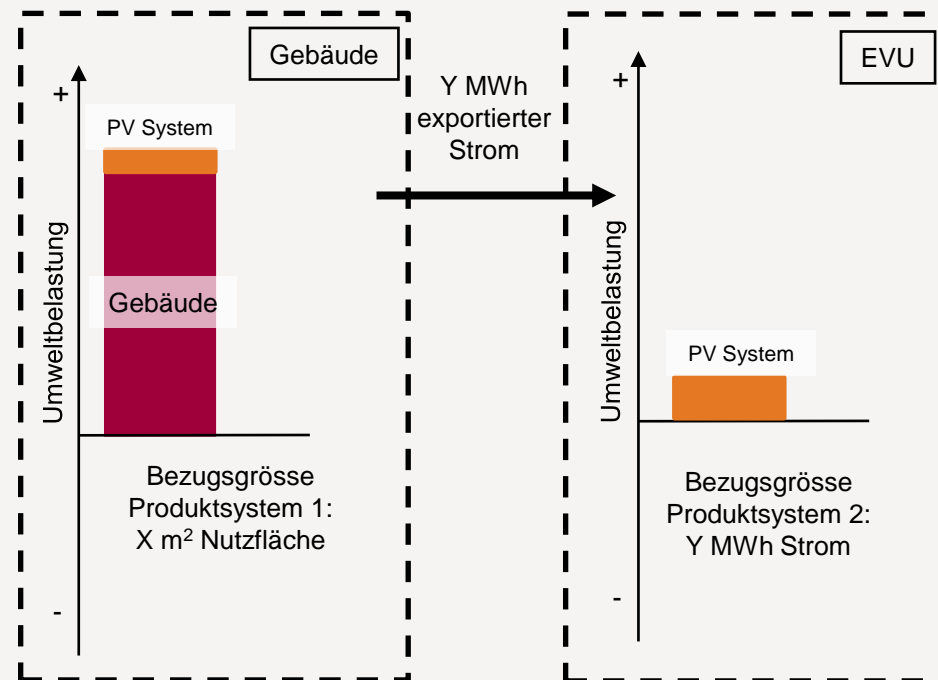 Gebäude
+
PV System
Gebäude
Umweltbelastung
-
Bezugsgrösse
Produktsystem 1:
X m² Nutzfläche
Y MWh
exportierter
Strom
EVU
+
PV System
Umweltbelastung
-
Bezugsgrösse
Produktsystem 2:
Y MWh Strom